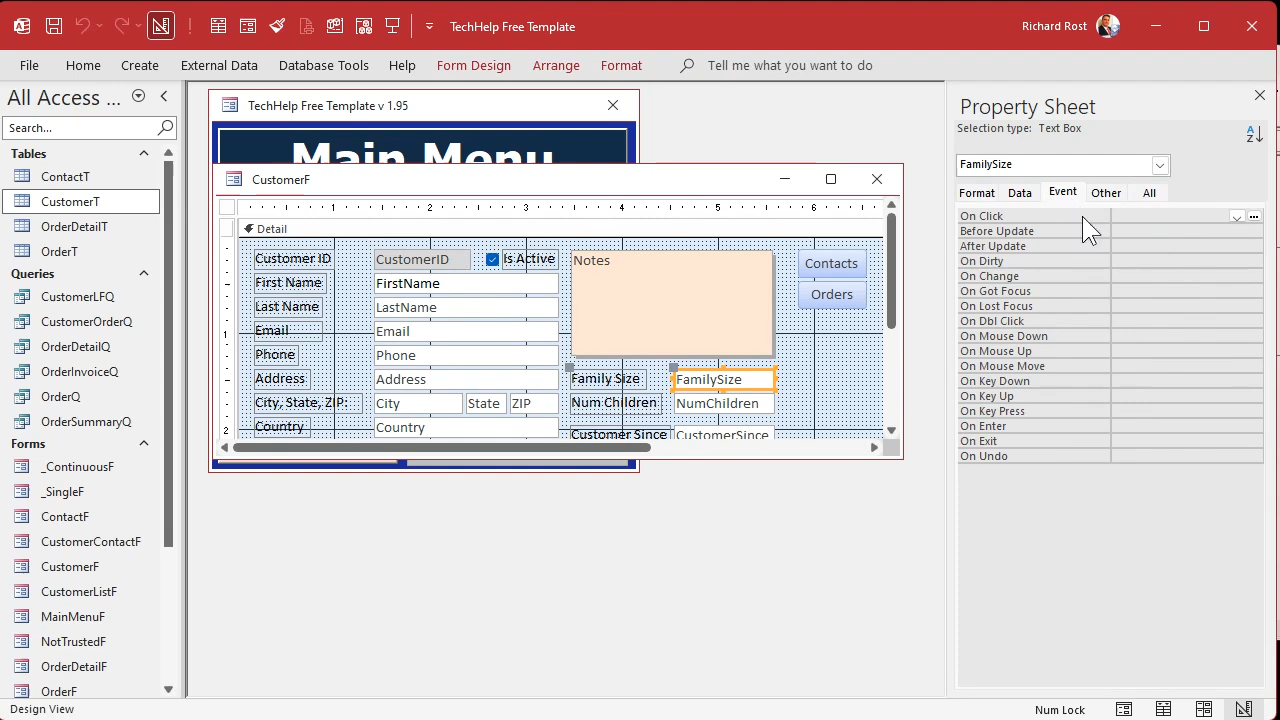 TechHelp Free Template
Richard Rost
File Home Create External Data Database Tools Help Form Design Arrange Format Tell me what you want to do
All Access ...
Search...
Tables
ContactT
CustomerT
OrderDetailT
OrderT
Queries
CustomerLFQ
CustomerOrderQ
OrderDetailQ
OrderInvoiceQ
OrderQ
OrderSummaryQ
Forms
_ContinuousF
_SingleF
ContactF
CustomerContactF
CustomerF
CustomerListF
MainMenuF
NotTrustedF
OrderDetailF
OrderF
TechHelp Free Template v 1.95
Main Menu
CustomerF
1 2 3 4 5 6
Detail
Customer ID CustomerID Is Active Notes Contacts
First Name FirstName Orders
Last Name LastName
1
Email Email
Phone Phone
Address Address Family Size FamilySize
City, State, ZIP: City State ZIP Num Children NumChildren
2
Country Country Customer Since CustomerSince
Property Sheet
Selection type: Text Box
FamilySize
Format Data Event Other All
On Click
Before Update
After Update
On Dirty
On Change
On Got Focus
On Lost Focus
On Dbl Click
On Mouse Down
On Mouse Up
On Mouse Move
On Key Down
On Key Up
On Key Press
On Enter
On Exit
On Undo
Design View
Num Lock